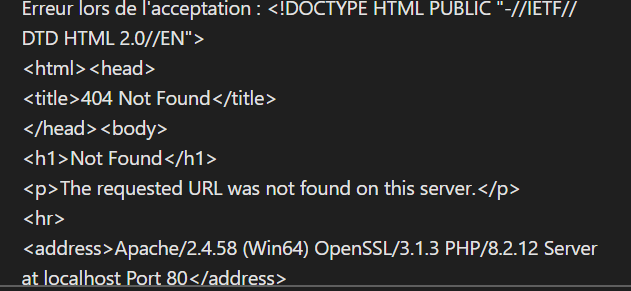 Erreur lors de l'acceptation : <!DOCTYPE HTML PUBLIC "-//IETF//
DTD HTML 2.0//EN">
<html><head>
<title>404 Not Found</title>
</head><body>
<h1>Not Found</h1>
<p>The requested URL was not found on this server.</p>
<hr>
<address>Apache/2.4.58 (Win64) OpenSSL/3.1.3 PHP/8.2.12 Server
at localhost Port 80</address>